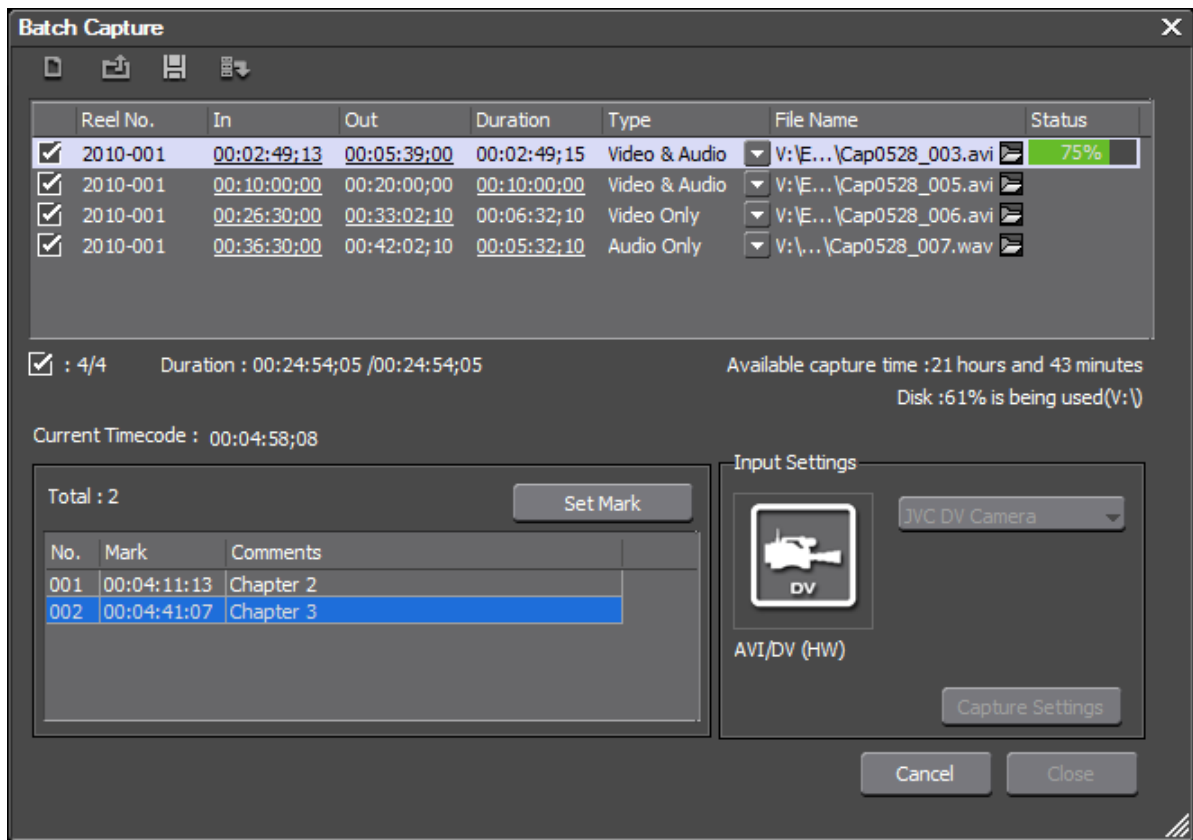 Batch Capture
Reel No. In Out Duration Type File Name Status
2010-001 00:02:49;13 00:05:39;00 00:02:49;15 Video & Audio V:\E...\Cap0528_003.avi 75%
2010-001 00:10:00;00 00:20:00;00 00:10:00;00 Video & Audio V:\E...\Cap0528_005.avi
2010-001 00:26:30;00 00:33:02;10 00:06:32;10 Video Only V:\E...\Cap0528_006.avi
2010-001 00:36:30;00 00:42:02;10 00:05:32;10 Audio Only V:\...\Cap0528_007.wav
: 4/4 Duration : 00:24:54;05 /00:24:54;05 Available capture time :21 hours and 43 minutes
Disk :61% is being used(V:\)
Current Timecode : 00:04:58;08
Input Settings
Total : 2 Set Mark
JVC DV Camera
No. Mark Comments
001 00:04:11:13 Chapter 2
002 00:04:41:07 Chapter 3
DV
AVI/DV (HW)
Capture Settings
Cancel Close